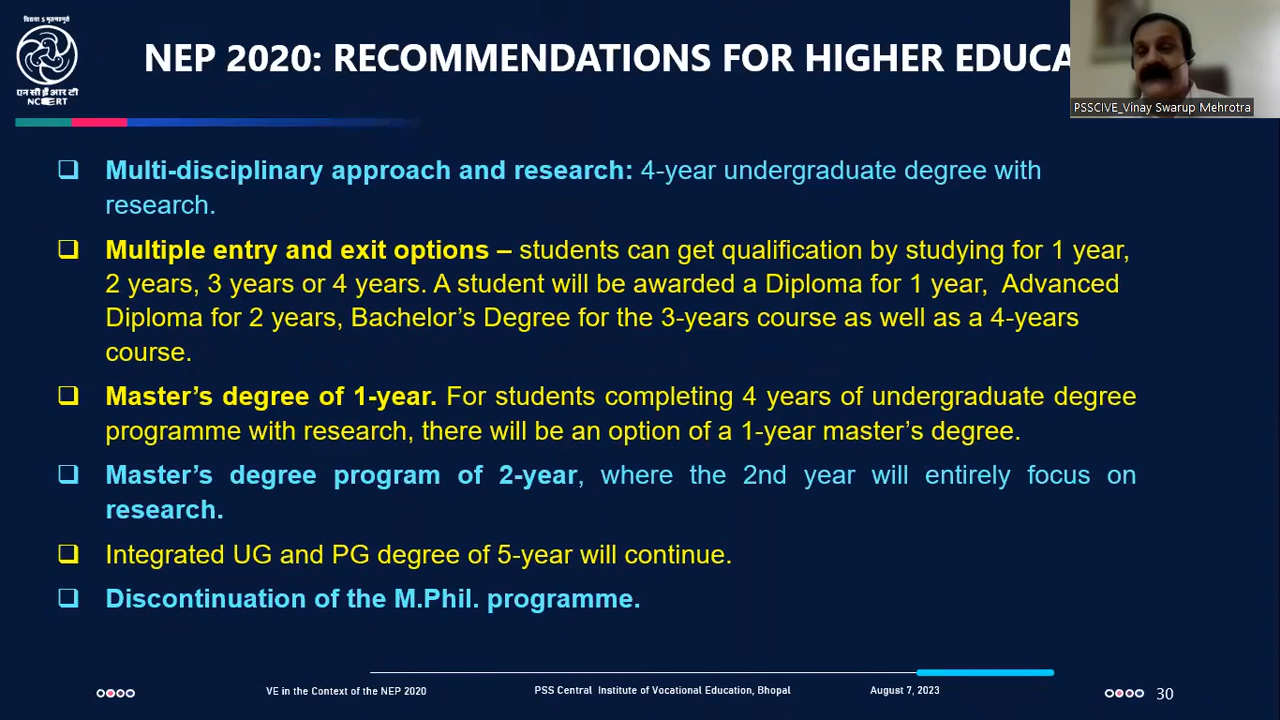 विद्यया ऽ मृतमश्नुते
एन सी ई आर टी
NCERT
NEP 2020: RECOMMENDATIONS FOR HIGHER EDUCA
PSSCIVE_Vinay Swarup Mehrotra
❑ Multi-disciplinary approach and research: 4-year undergraduate degree with
research.
❑ Multiple entry and exit options – students can get qualification by studying for 1 year,
2 years, 3 years or 4 years. A student will be awarded a Diploma for 1 year, Advanced
Diploma for 2 years, Bachelor’s Degree for the 3-years course as well as a 4-years
course.
❑ Master’s degree of 1-year. For students completing 4 years of undergraduate degree
programme with research, there will be an option of a 1-year master’s degree.
❑ Master’s degree program of 2-year, where the 2nd year will entirely focus on
research.
❑ Integrated UG and PG degree of 5-year will continue.
❑ Discontinuation of the M.Phil. programme.
VE in the Context of the NEP 2020
PSS Central Institute of Vocational Education, Bhopal
August 7, 2023
30